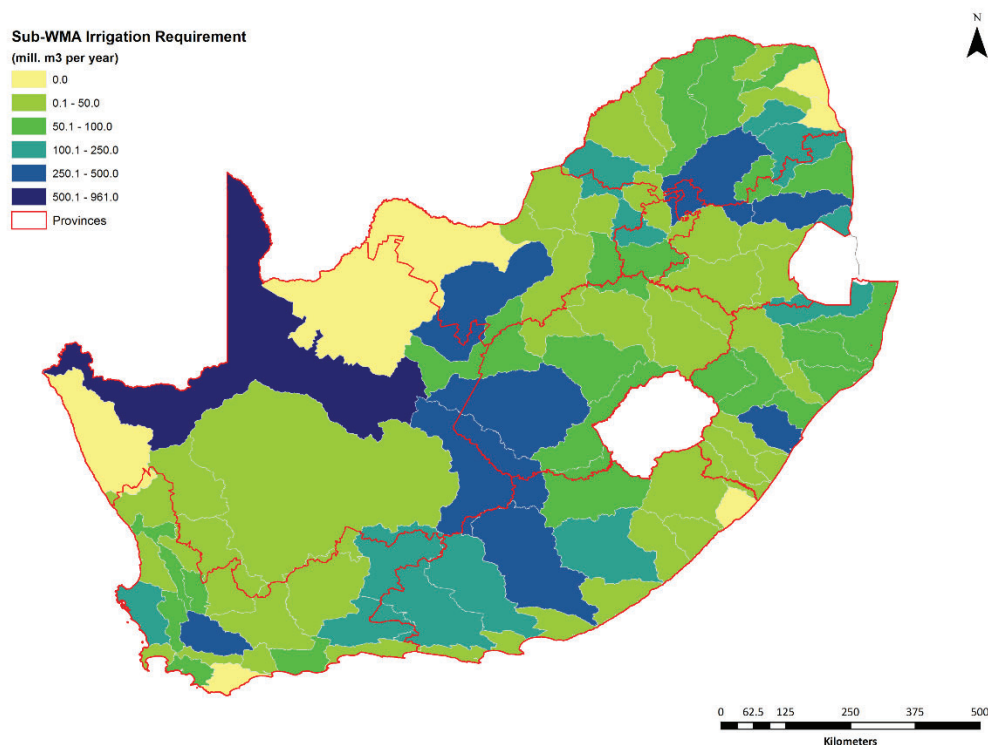 Sub-WMA Irrigation Requirement
(mill. m3 per year)
0.0
0.1 - 50.0
50.1 - 100.0
100.1 - 250.0
250.1 - 500.0
500.1 - 961.0
Provinces
N
0 62.5 125 250 375 500
Kilometers